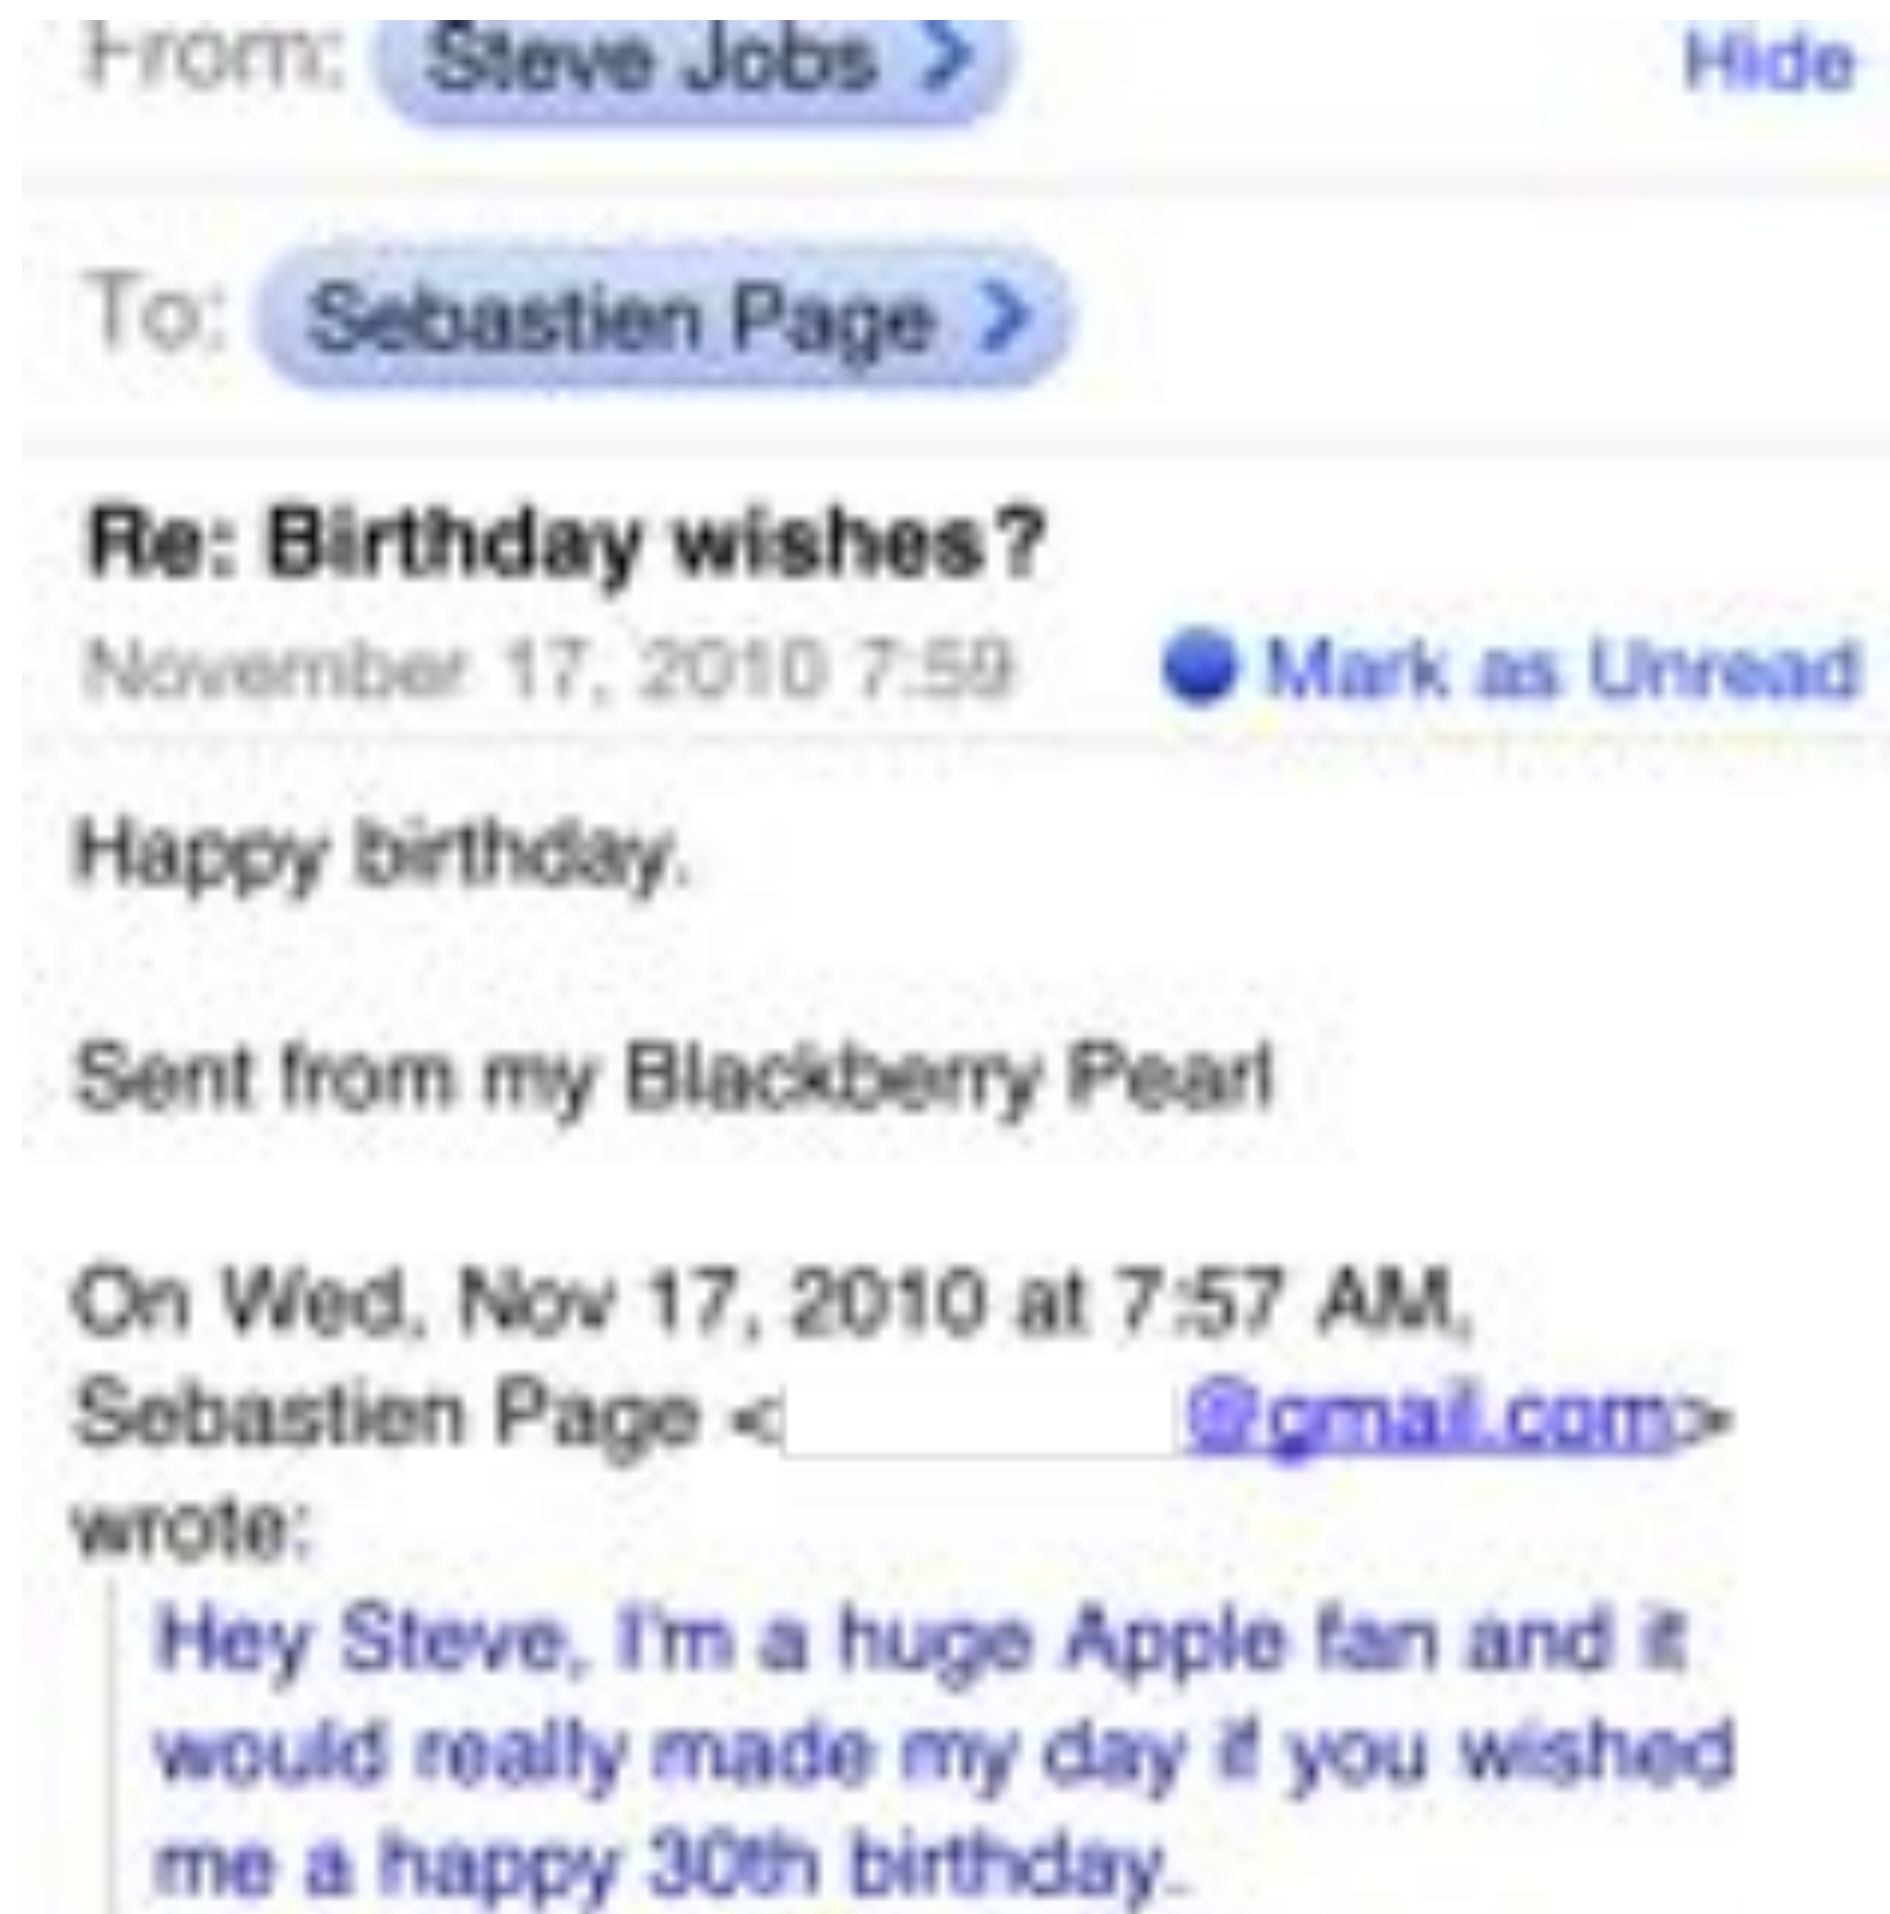 From: Steve Jobs Hide
To: Sebastien Page
Re: Birthday wishes?
November 17, 2010 7:59 Mark as Unread
Happy birthday.
Sent from my Blackberry Pearl
On Wed, Nov 17, 2010 at 7:57 AM,
Sebastien Page < @gmail.com>
wrote:
Hey Steve, I'm a huge Apple fan and it
would really made my day if you wished
me a happy 30th birthday.